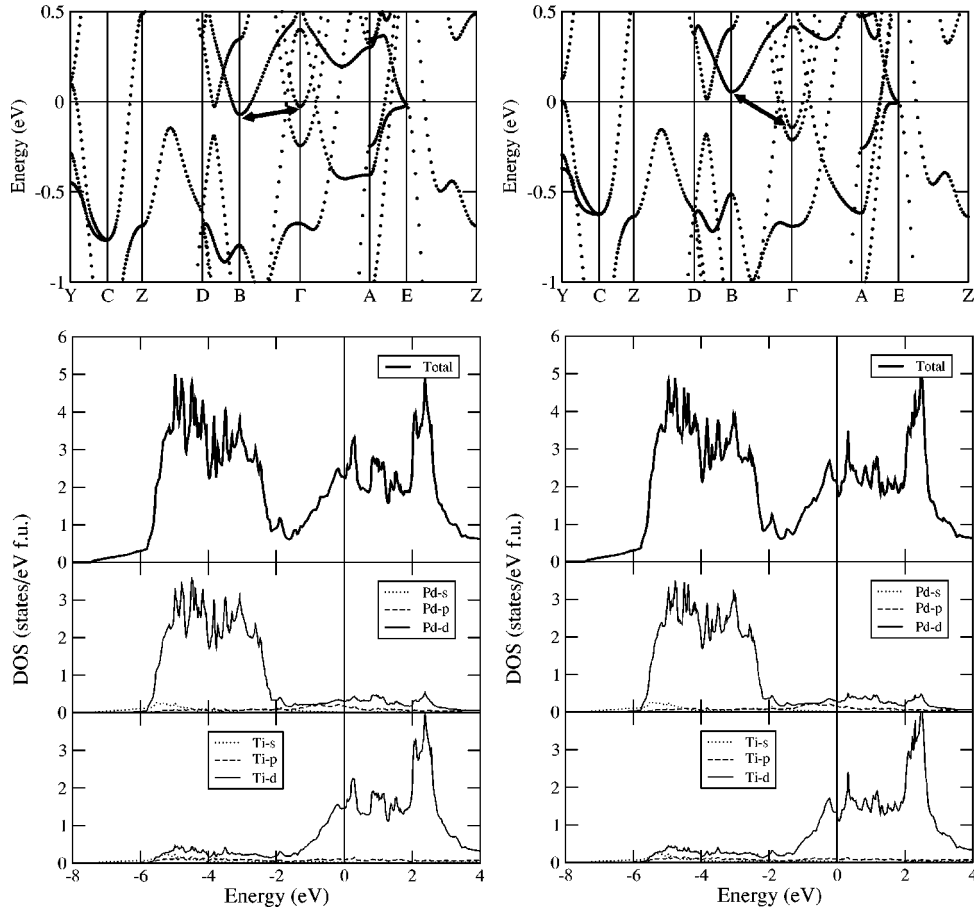 0.5
0
-0.5
-1
Energy (eV)
Y C Z D B Γ A E Z
0.5
0
-0.5
-1
Energy (eV)
Y C Z D B Γ A E Z
6
5
4
3
2
1
0
Total
3
2
1
0
Pd-s
Pd-p
Pd-d
3
2
1
0
Ti-s
Ti-p
Ti-d
DOS (states/eV f.u.)
-8 -6 -4 -2 0 2 4
Energy (eV)
6
5
4
3
2
1
0
Total
3
2
1
0
Pd-s
Pd-p
Pd-d
3
2
1
0
Ti-s
Ti-p
Ti-d
DOS (states/eV f.u.)
-8 -6 -4 -2 0 2 4
Energy (eV)